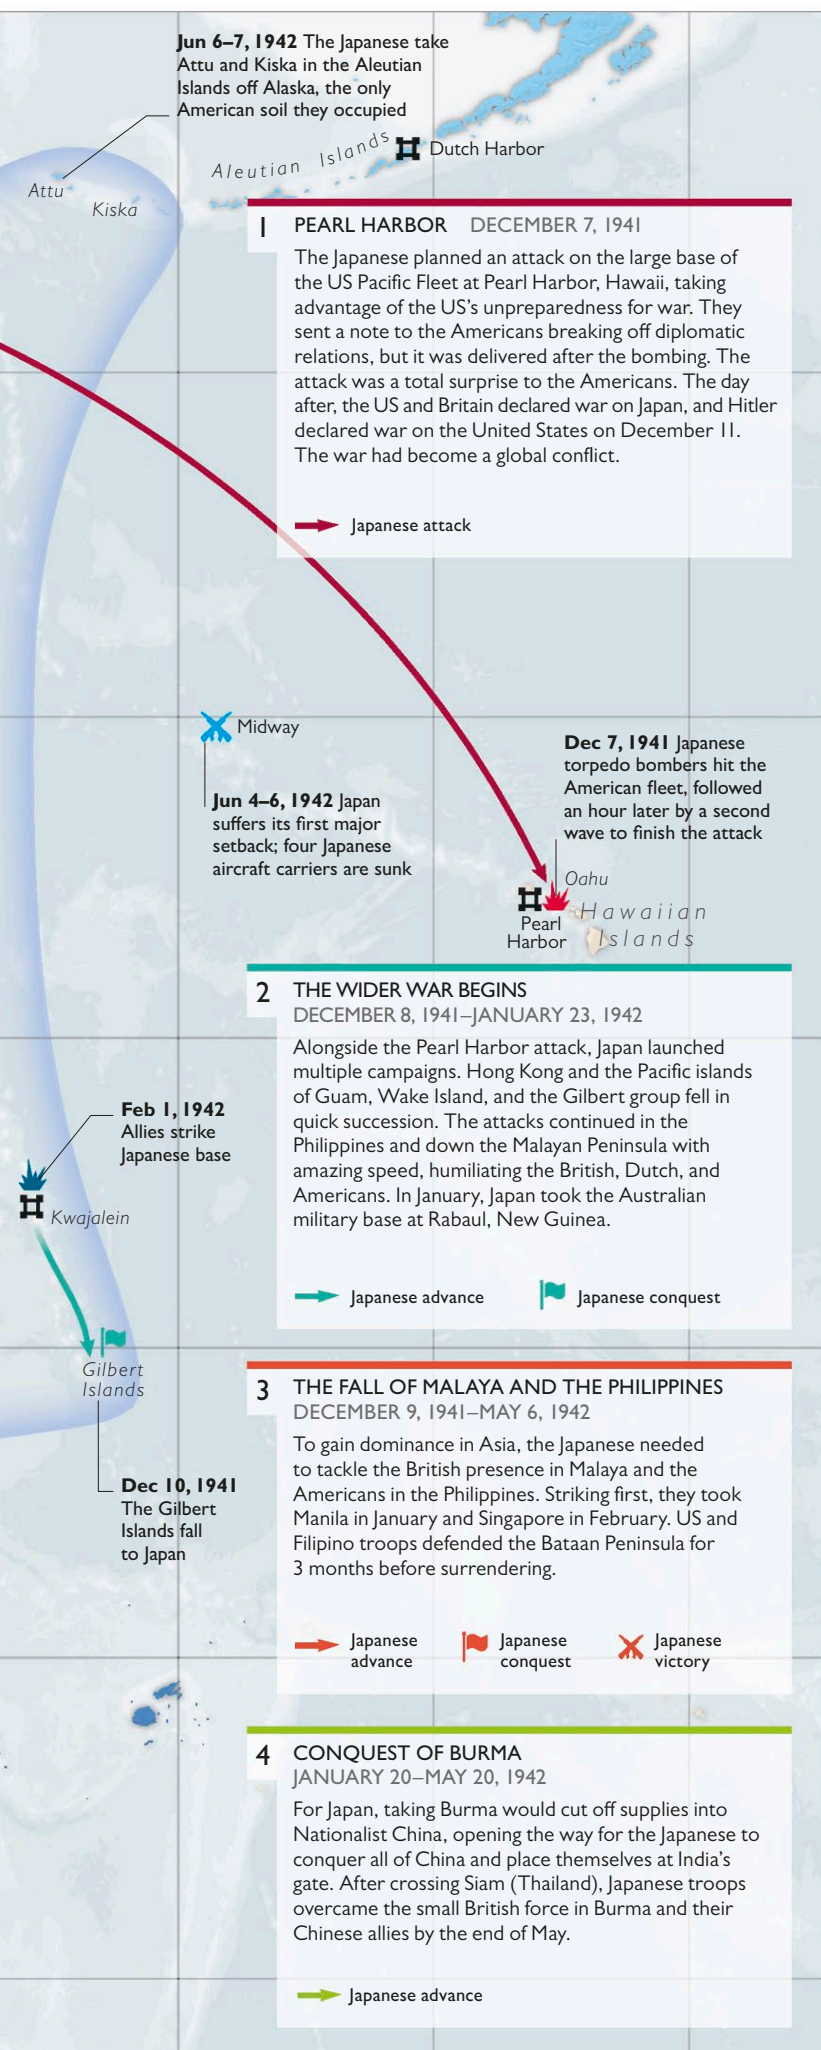 Jun 6–7, 1942 The Japanese take
Attu and Kiska in the Aleutian
Islands off Alaska, the only
American soil they occupied
Aleutian Islands
Dutch Harbor
Attu
Kiska
1 PEARL HARBOR DECEMBER 7, 1941
The Japanese planned an attack on the large base of
the US Pacific Fleet at Pearl Harbor, Hawaii, taking
advantage of the US’s unpreparedness for war. They
sent a note to the Americans breaking off diplomatic
relations, but it was delivered after the bombing. The
attack was a total surprise to the Americans. The day
after, the US and Britain declared war on Japan, and Hitler
declared war on the United States on December 11.
The war had become a global conflict.
Japanese attack
Midway
Jun 4–6, 1942 Japan
suffers its first major
setback; four Japanese
aircraft carriers are sunk
Dec 7, 1941 Japanese
torpedo bombers hit the
American fleet, followed
an hour later by a second
wave to finish the attack
Oahu
Pearl
Harbor
Hawaiian
Islands
2 THE WIDER WAR BEGINS
DECEMBER 8, 1941–JANUARY 23, 1942
Alongside the Pearl Harbor attack, Japan launched
multiple campaigns. Hong Kong and the Pacific islands
of Guam, Wake Island, and the Gilbert group fell in
quick succession. The attacks continued in the
Philippines and down the Malayan Peninsula with
amazing speed, humiliating the British, Dutch, and
Americans. In January, Japan took the Australian
military base at Rabaul, New Guinea.
Japanese advance
Japanese conquest
Feb 1, 1942
Allies strike
Japanese base
Kwajalein
Gilbert
Islands
Dec 10, 1941
The Gilbert
Islands fall
to Japan
3 THE FALL OF MALAYA AND THE PHILIPPINES
DECEMBER 9, 1941–MAY 6, 1942
To gain dominance in Asia, the Japanese needed
to tackle the British presence in Malaya and the
Americans in the Philippines. Striking first, they took
Manila in January and Singapore in February. US and
Filipino troops defended the Bataan Peninsula for
3 months before surrendering.
Japanese
advance
Japanese
conquest
Japanese
victory
4 CONQUEST OF BURMA
JANUARY 20–MAY 20, 1942
For Japan, taking Burma would cut off supplies into
Nationalist China, opening the way for the Japanese to
conquer all of China and place themselves at India’s
gate. After crossing Siam (Thailand), Japanese troops
overcame the small British force in Burma and their
Chinese allies by the end of May.
Japanese advance